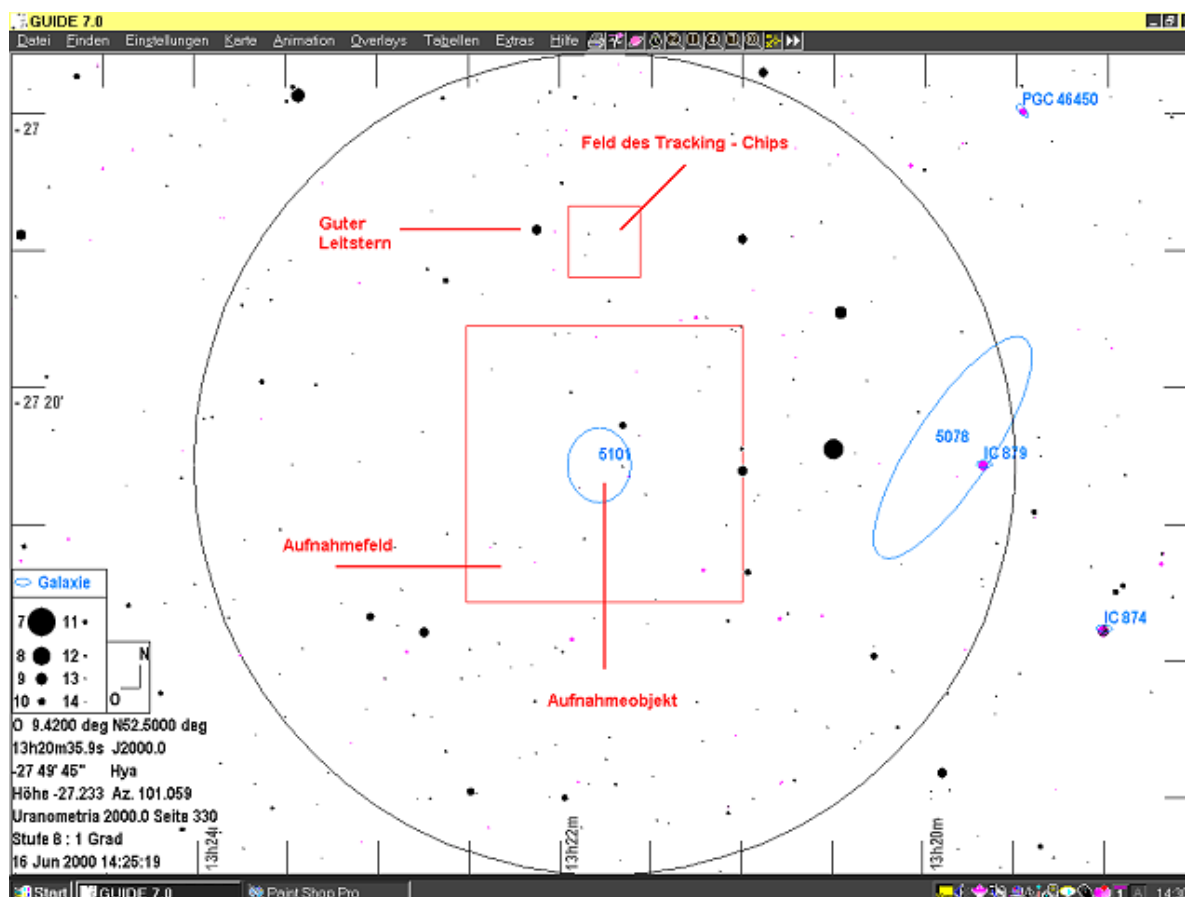 GUIDE 7.0
Datei Finden Einstellungen Karte Animation Overlays Tabellen Extras Hilfe
PGC 46450
- 27
Feld des Tracking - Chips
Guter
Leitstern
- 27 20'
5101
5078
IC 879
Aufnahmefeld
Galaxie
7 11
8 12
9 13
10 14
N
O
IC 874
Aufnahmeobjekt
O 9.4200 deg N52.5000 deg
13h20m35.9s J2000.0
-27 49' 45" Hya
Höhe -27.233 Az. 101.059
Uranometria 2000.0 Seite 330
Stufe 8 : 1 Grad
16 Jun 2000 14:25:19
13h24
13h22m
13h20m
Start GUIDE 7.0 Paint Shop Pro 14:30